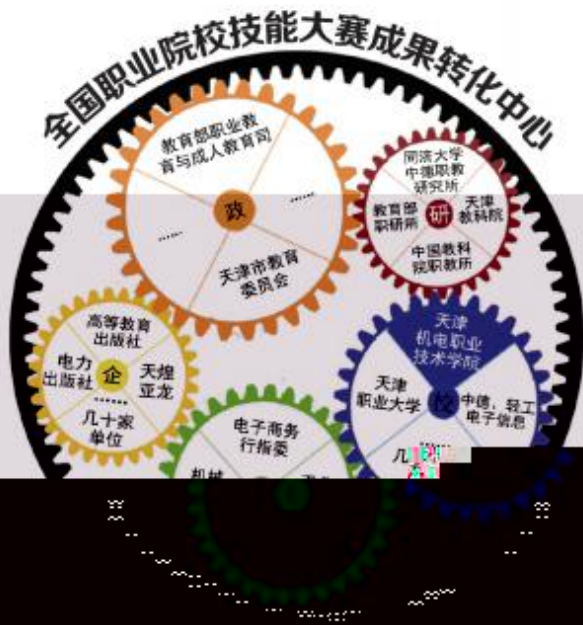 全国职业院校技能大赛成果转化中心
教育部职业教
育与成人教育司
……
……
政
天津市教育
委员会
同济大学
中德职教
研究所
教育部
职研所
研
天津
教科院
中国教科
院职教所
高等教育
出版社
电力
出版社
企
天煌
亚龙
……
几十家
单位
天津
机电职业
技术学院
天津
职业大学
校
中德，轻工
电子信息
……
电子商务
行指委
机械